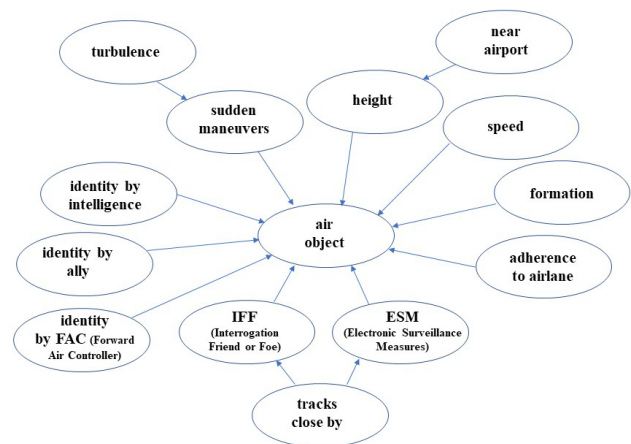 near
airport
turbulence
height
sudden
maneuvers
speed
identity by
intelligence
formation
air
object
identity by
ally
adherence
to airlane
identity
by FAC (Forward
Air Controller)
IFF
(Interrogation
Friend or Foe)
ESM
(Electronic Surveillance
Measures)
tracks
close by